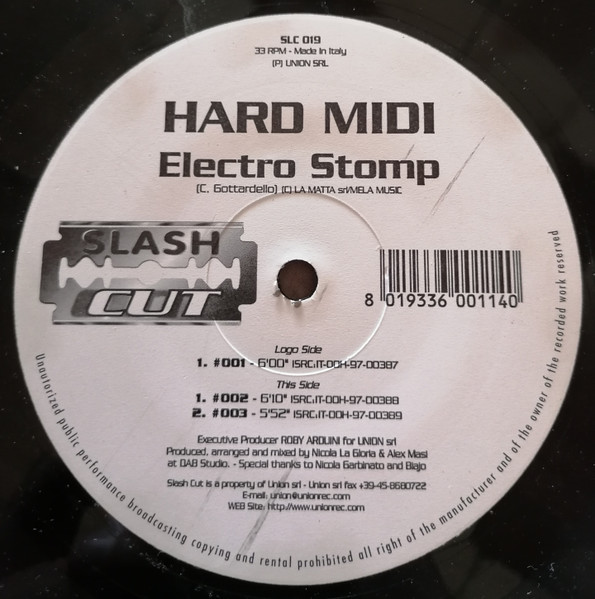 SLC 019
33 RPM - Made In Italy
(P) UNION SRL
HARD MIDI
Electro Stomp
(C. Gottardello) (C) LA MATTA srl/MELA MUSIC
SLASH
CUT
8 019336 001140
Logo Side
1. #001 - 6'00" ISRC:IT-OOH-97-00387
This Side
1. #002 - 6'10" ISRC:IT-OOH-97-00388
2. #003 - 5'52" ISRC:IT-OOH-97-00389
Executive Producer ROBY ARDUINI for UNION srl
Produced, arranged and mixed by Nicola La Gloria & Alex Masi
at DAB Studio. - Special thanks to Nicola Garbinato and Biajo
Slash Cut is a property of Union srl - Union srl fax +39-45-8680722
E-mail: union@unionrec.com
WEB Site: http://www.unionrec.com
Unauthorized public performance broadcasting copying and rental prohibited all right of the manufacturer and of the owner of the recorded work reserved